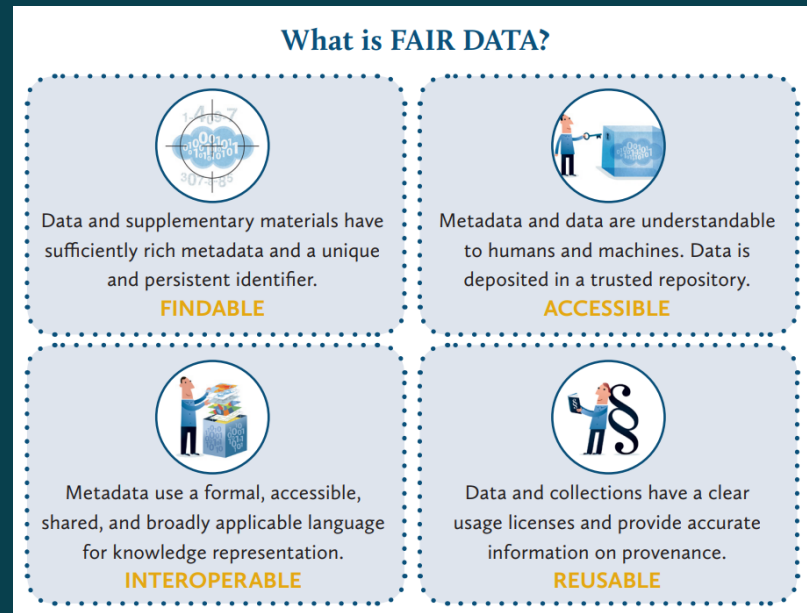 What is FAIR DATA?
Data and supplementary materials have
sufficiently rich metadata and a unique
and persistent identifier.
FINDABLE
Metadata and data are understandable
to humans and machines. Data is
deposited in a trusted repository.
ACCESSIBLE
Metadata use a formal, accessible,
shared, and broadly applicable language
for knowledge representation.
INTEROPERABLE
Data and collections have a clear
usage licenses and provide accurate
information on provenance.
REUSABLE